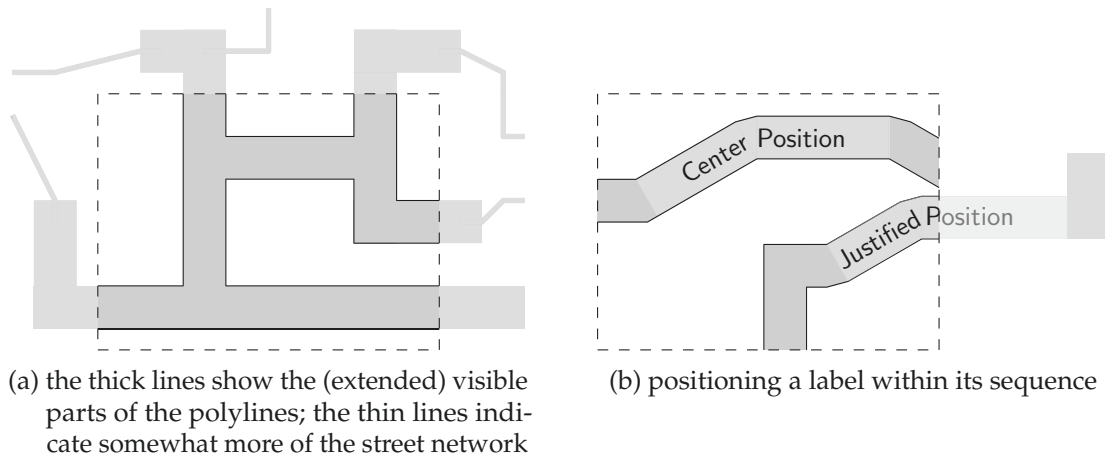 Center Position
Justified Position
(a) the thick lines show the (extended) visible
parts of the polylines; the thin lines indi-
cate somewhat more of the street network
(b) positioning a label within its sequence